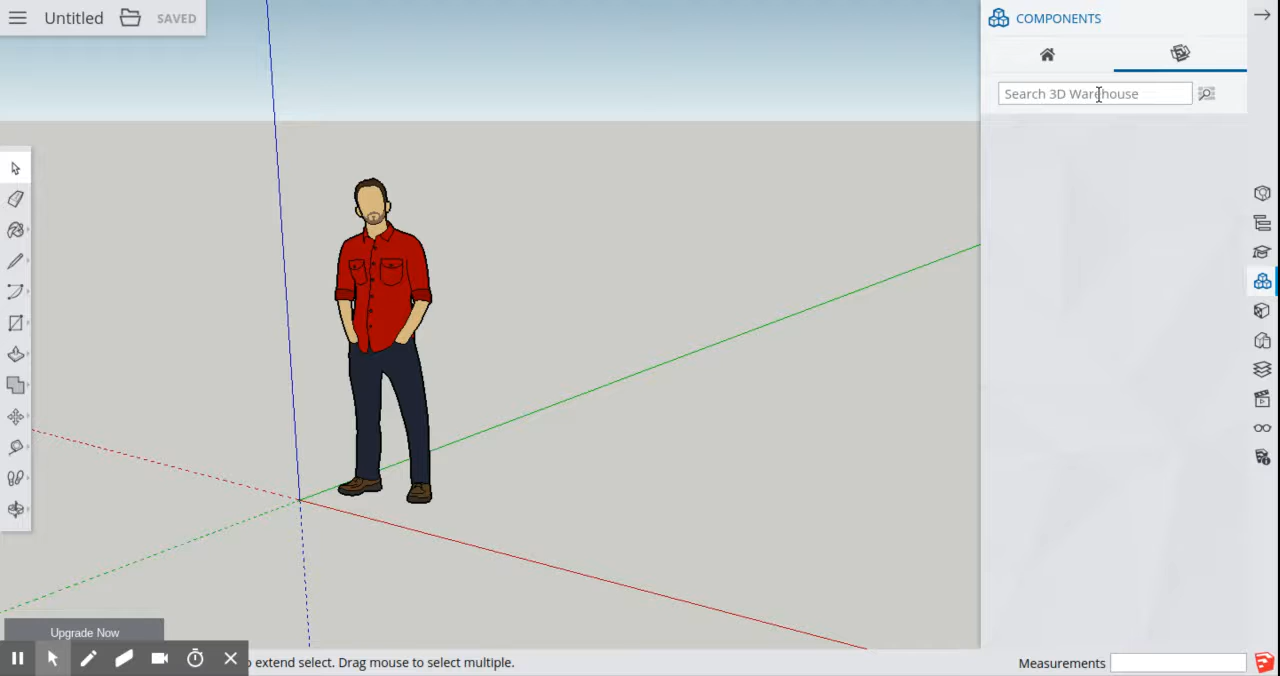 Untitled
SAVED
COMPONENTS
Search 3D Warehouse
Upgrade Now
extend select. Drag mouse to select multiple.
Measurements